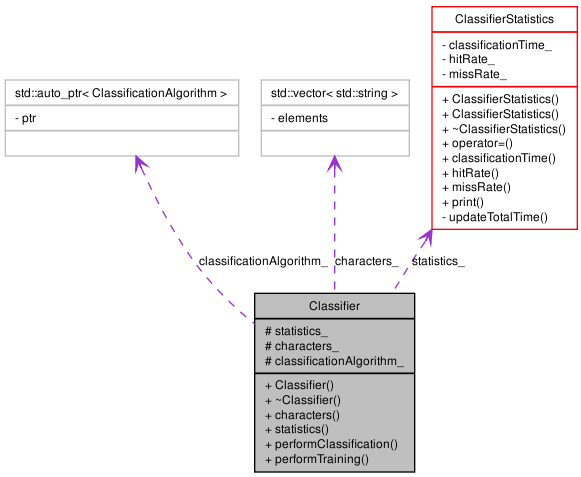 ClassifierStatistics
- classificationTime_
- hitRate_
- missRate_
+ ClassifierStatistics()
+ ClassifierStatistics()
+ ~ClassifierStatistics()
+ operator=()
+ classificationTime()
+ hitRate()
+ missRate()
+ print()
- updateTotalTime()
std::auto_ptr< ClassificationAlgorithm >
- ptr
std::vector< std::string >
- elements
classificationAlgorithm_
characters_
statistics_
Classifier
# statistics_
# characters_
# classificationAlgorithm_
+ Classifier()
+ ~Classifier()
+ characters()
+ statistics()
+ performClassification()
+ performTraining()